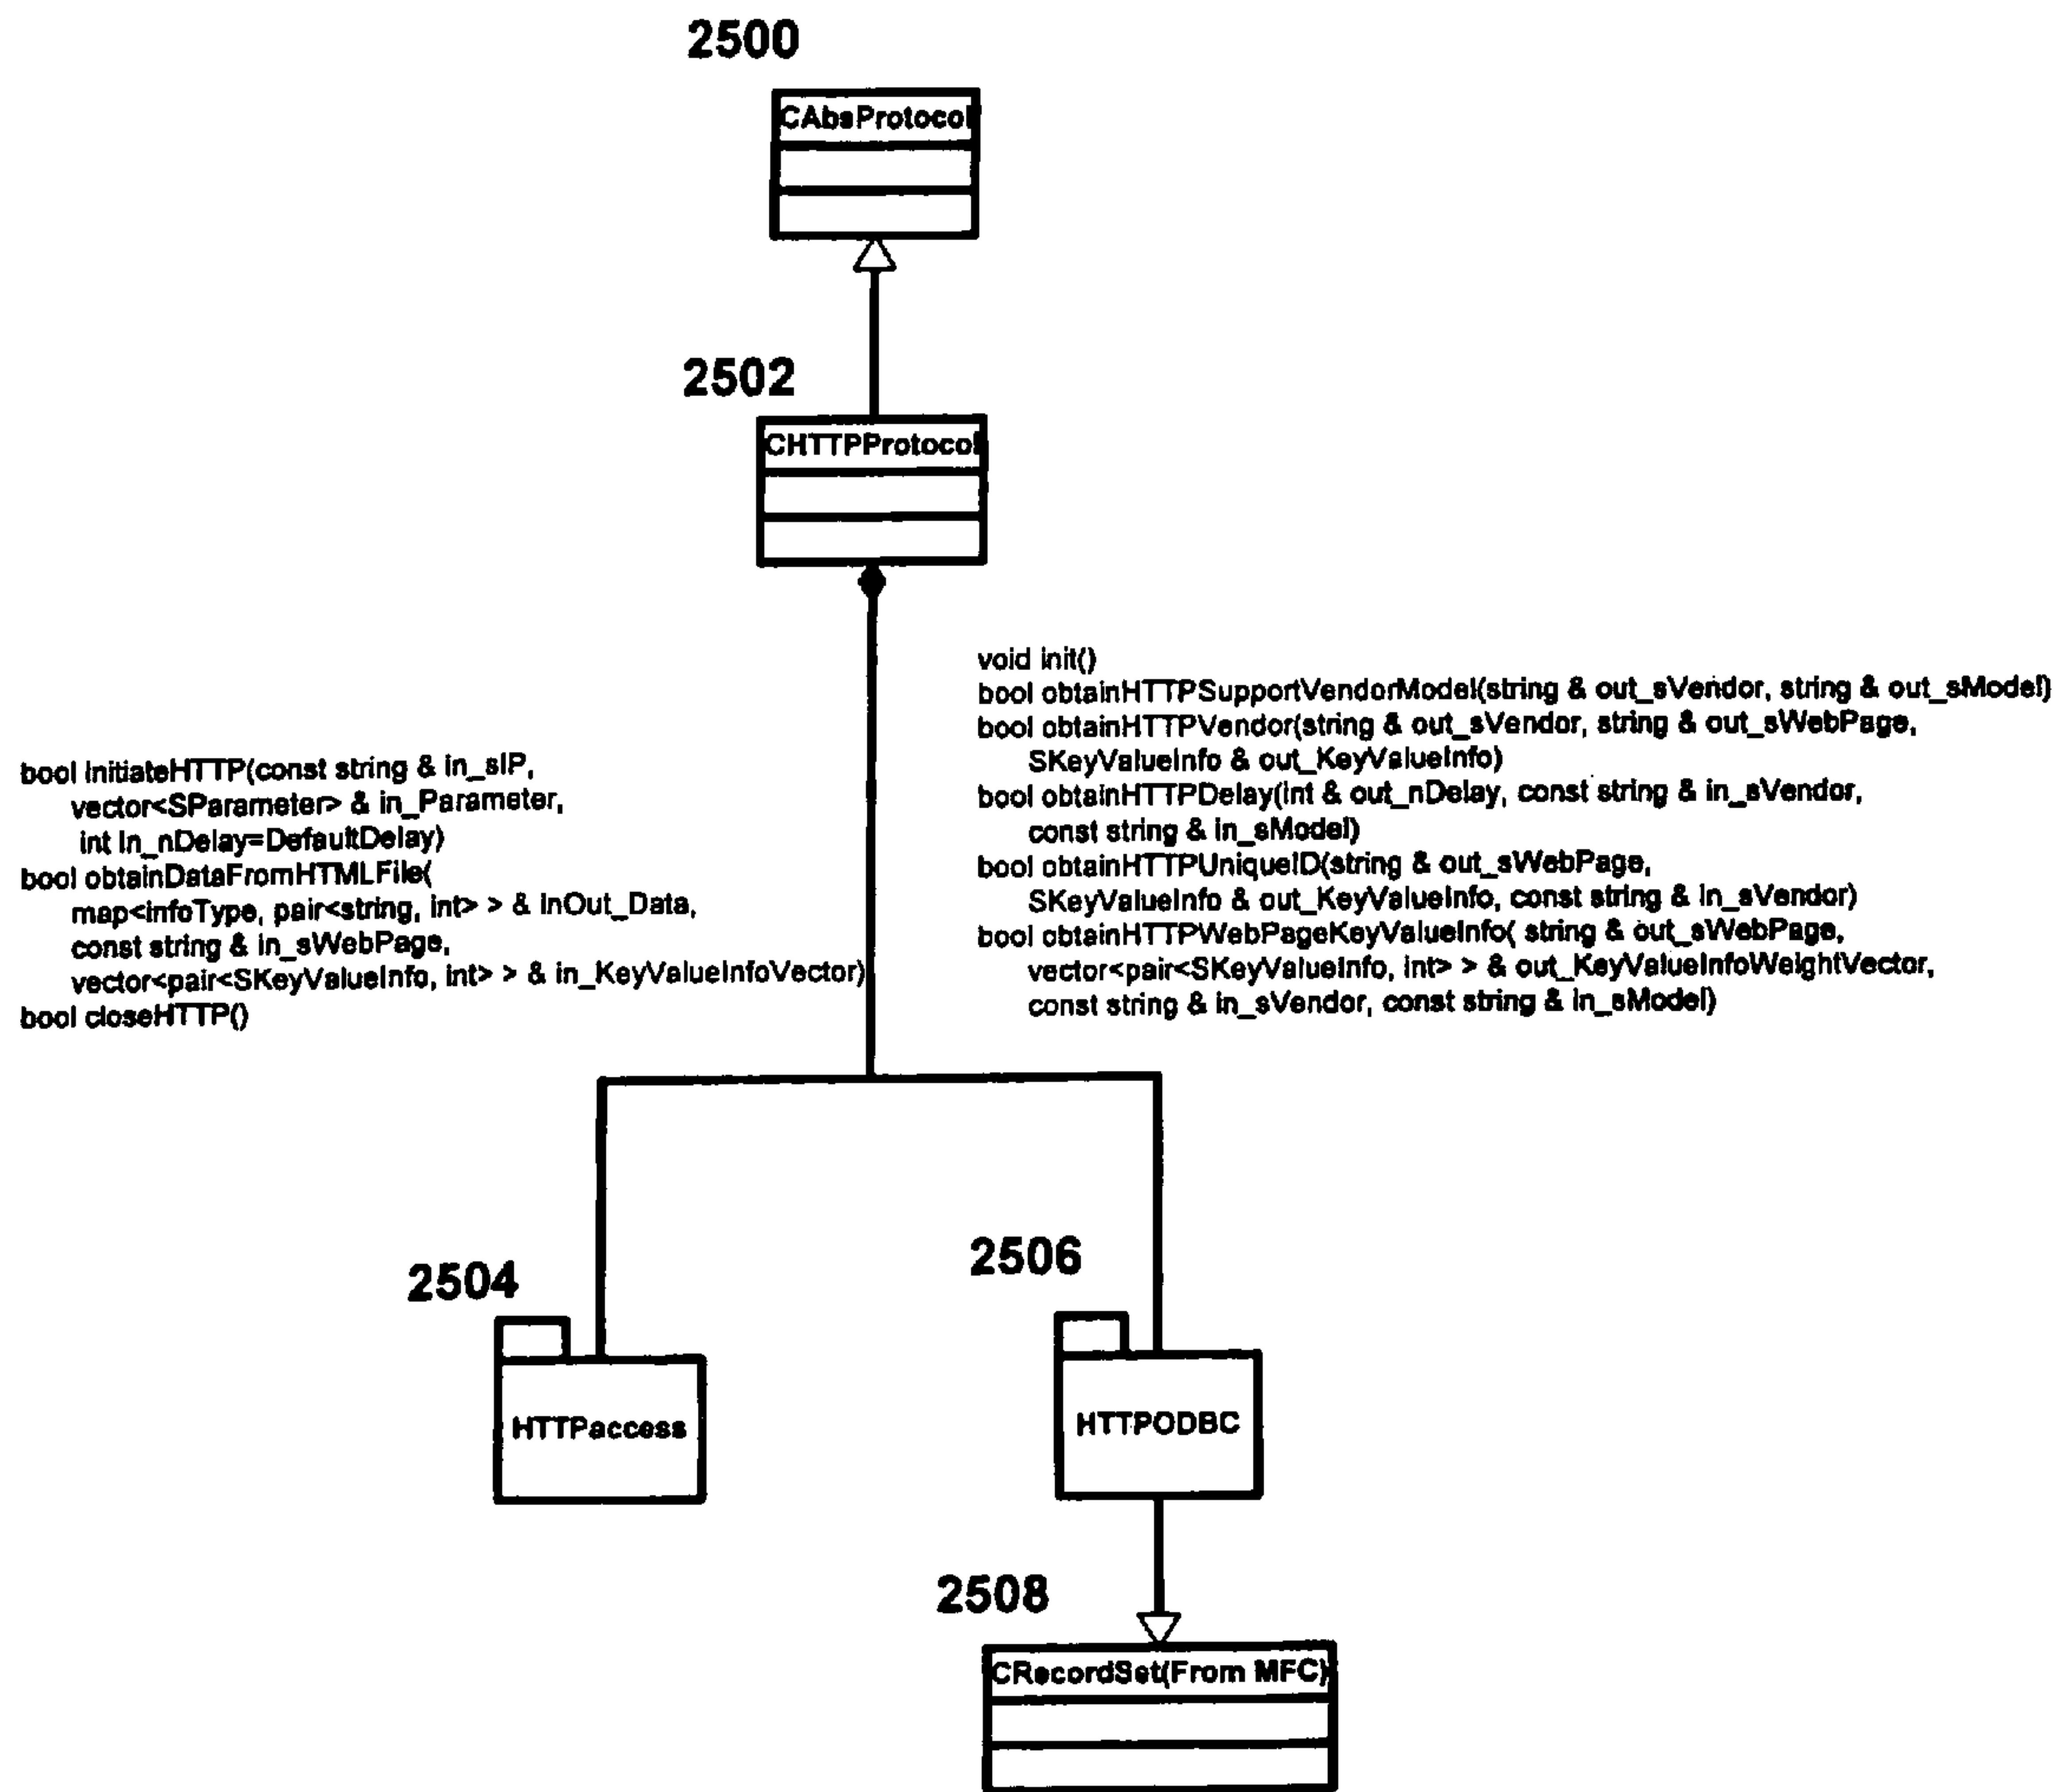 2500
CAbsProtocol
2502
CHTTPProtocol
void init()
bool obtainHTTPSupportVendorModel(string & out_sVendor, string & out_sModel)
bool obtainHTTPVendor(string & out_sVendor, string & out_sWebPage,
SKeyValueInfo & out_KeyValueInfo)
bool obtainHTTPDelay(int & out_nDelay, const string & in_sVendor,
const string & in_sModel)
bool obtainHTTPUniqueID(string & out_sWebPage,
SKeyValueInfo & out_KeyValueInfo, const string & in_sVendor)
bool obtainHTTPWebPageKeyValueInfo( string & out_sWebPage,
vector<pair<SKeyValueInfo, int> > & out_KeyValueInfoWeightVector,
const string & in_sVendor, const string & in_sModel)
bool initiateHTTP(const string & in_sIP,
vector<SParameter> & in_Parameter,
int in_nDelay=DefaultDelay)
bool obtainDataFromHTMLFile(
map<infoType, pair<string, int> > & inOut_Data,
const string & in_sWebPage,
vector<pair<SKeyValueInfo, int> > & in_KeyValueInfoVector)
bool closeHTTP()
2504
HTTPaccess
2506
HTTPODBC
2508
CRecordSet(From MFC)